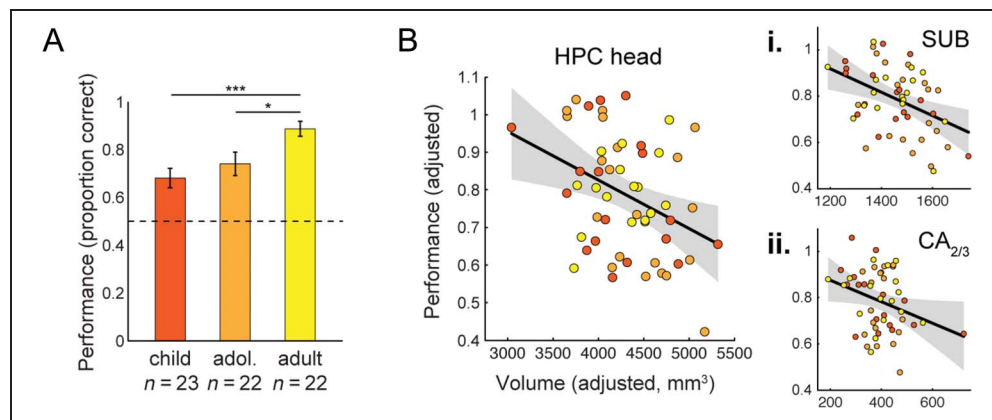 A
Performance (proportion correct)
1
0.8
0.6
0.4
0.2
0
***
*
child
n = 23
adol.
n = 22
adult
n = 22
B
HPC head
Performance (adjusted)
1.1
1
0.9
0.8
0.7
0.6
0.5
0.4
3000 3500 4000 4500 5000 5500
Volume (adjusted, mm³)
i.
SUB
1
0.8
0.6
0.4
1200 1400 1600
ii.
CA2/3
1
0.8
0.6
0.4
200 400 600